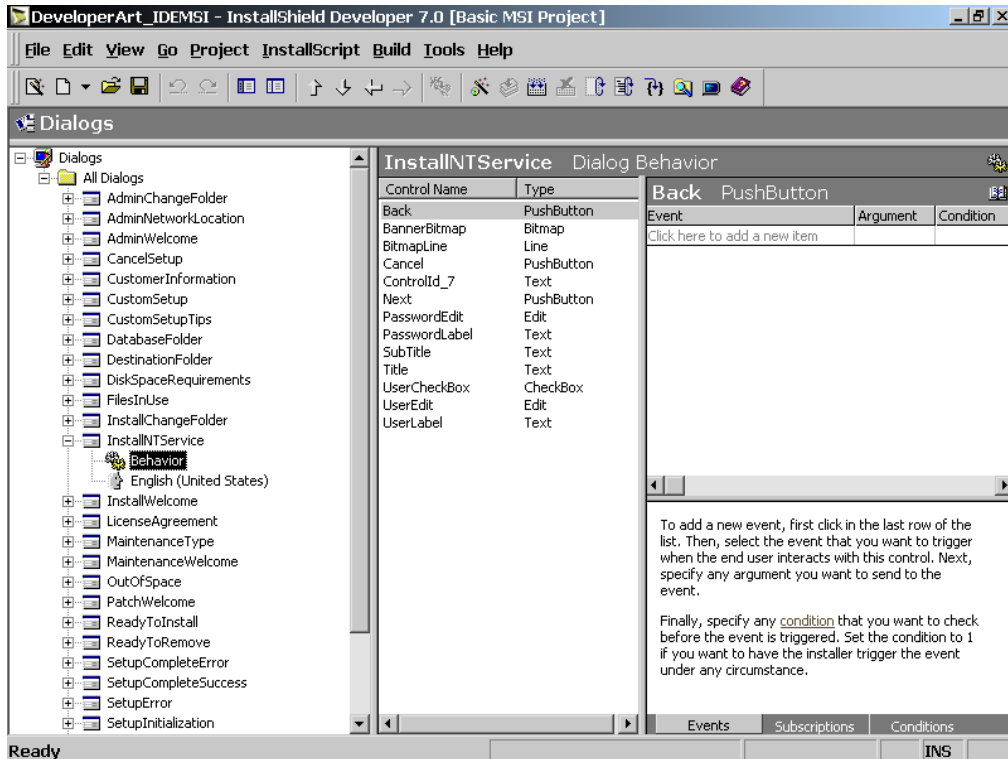 DeveloperArt_IDEMSI - InstallShield Developer 7.0 [Basic MSI Project]
File Edit View Go Project InstallScript Build Tools Help
Dialogs
Dialogs
All Dialogs
AdminChangeFolder
AdminNetworkLocation
AdminWelcome
CancelSetup
CustomerInformation
CustomSetup
CustomSetupTips
DatabaseFolder
DestinationFolder
DiskSpaceRequirements
FilesInUse
InstallChangeFolder
InstallNTService
Behavior
English (United States)
InstallWelcome
LicenseAgreement
MaintenanceType
MaintenanceWelcome
OutOfSpace
PatchWelcome
ReadyToInstall
ReadyToRemove
SetupCompleteError
SetupCompleteSuccess
SetupError
SetupInitialization
InstallNTService Dialog Behavior
Control Name Type
Back PushButton
BannerBitmap Bitmap
BitmapLine Line
Cancel PushButton
ControlId_7 Text
Next PushButton
PasswordEdit Edit
PasswordLabel Text
SubTitle Text
Title Text
UserCheckBox CheckBox
UserEdit Edit
UserLabel Text
Back PushButton
Event Argument Condition
Click here to add a new item
To add a new event, first click in the last row of the
list. Then, select the event that you want to trigger
when the end user interacts with this control. Next,
specify any argument you want to send to the
event.
Finally, specify any condition that you want to check
before the event is triggered. Set the condition to 1
if you want to have the installer trigger the event
under any circumstance.
Events Subscriptions Conditions
Ready INS